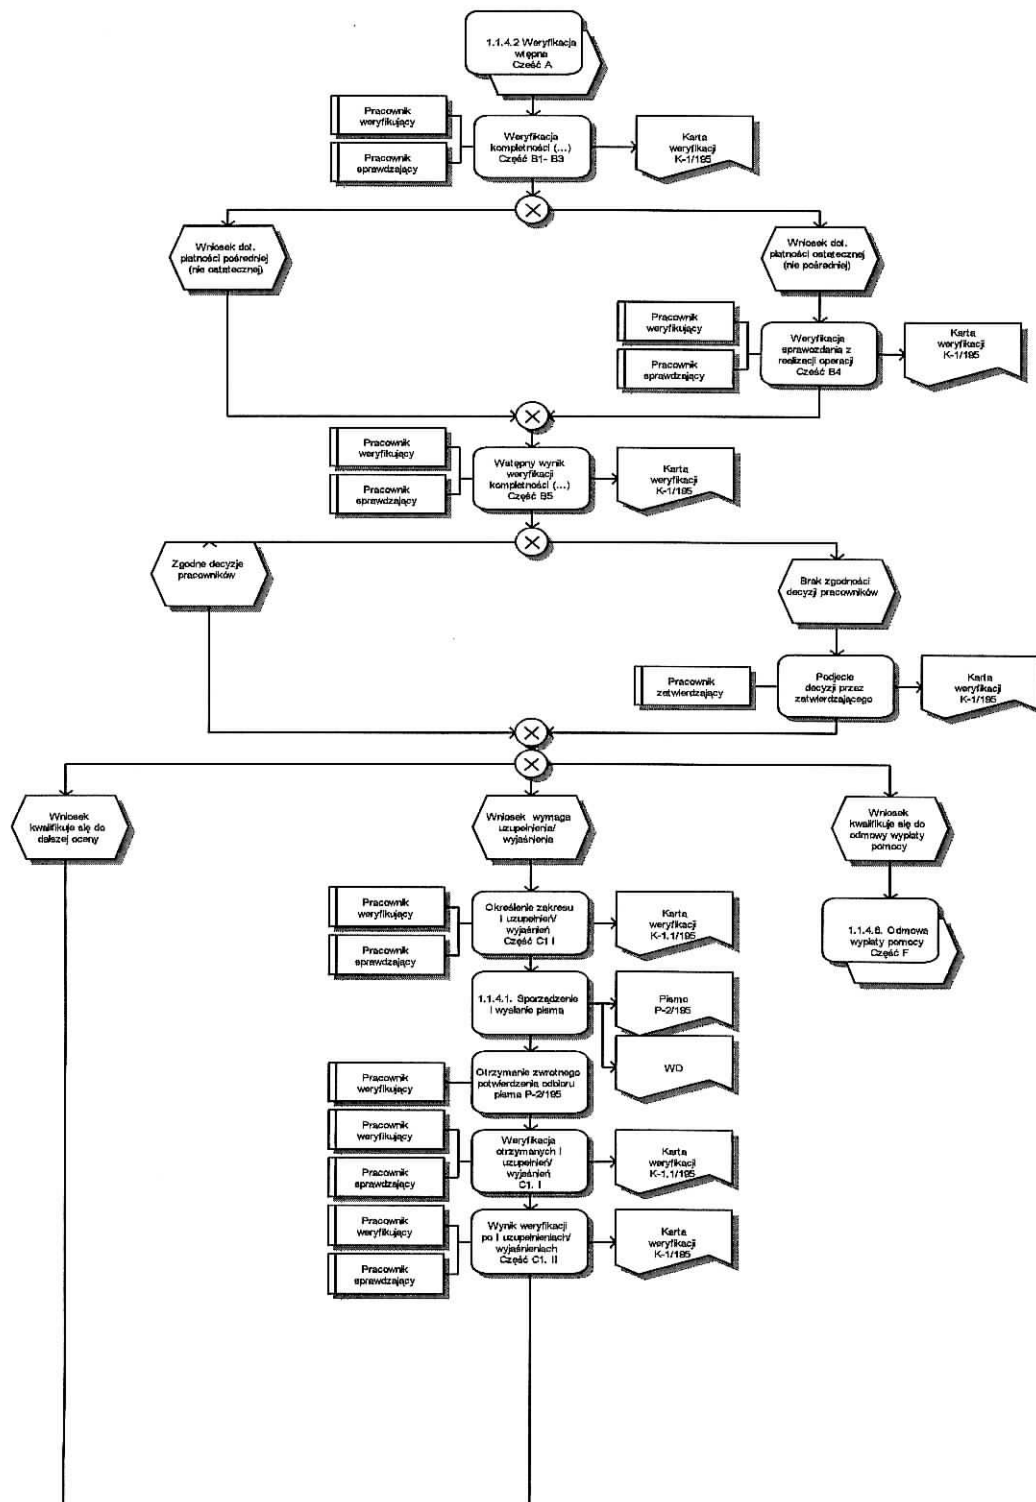 1.1.4.2 Weryfikacja
wtępna
Cześć A
Pracownik
weryfikujący
Pracownik
sprawdzający
Weryfikacja
kompletności (...)
Część B1- B3
Karta
weryfikacji
K-1/195
Wniosek dot.
płatności pośredniej
(nie ostatecznej)
Wniosek dot.
płatności ostatecznej
(nie pośredniej)
Pracownik
weryfikujący
Pracownik
sprawdzający
Weryfikacja
sprawozdania z
realizacji operacji
Cześć B4
Karta
weryfikacji
K-1/195
Pracownik
weryfikujący
Pracownik
sprawdzający
Wstępny wynik
weryfikacji
kompletności (...)
Część B5
Karta
weryfikacji
K-1/195
Zgodne decyzje
pracowników
Brak zgodności
decyzji pracowników
Pracownik
zatwierdzający
Podjecie
decyzji przez
zatwierdzającego
Karta
weryfikacji
K-1/195
Wniosek
kwalifikuje się do
dalszej oceny
Wniosek wymaga
uzupełnienia/
wyjaśnienia
Wniosek
kwalifikuje się do
odmowy wypłaty
pomocy
Pracownik
weryfikujący
Pracownik
sprawdzający
Określenie zakresu
I uzupełnień/
wyjaśnień
Część C1 I
Karta
weryfikacji
K-1.1/195
1.1.4.6. Odmowa
wypłaty pomocy
Część F
1.1.4.1. Sporządzenie
i wysłanie pisma
Pismo
P-2/195
WD
Pracownik
weryfikujący
Otrzymanie zwrotnego
potwierdzenia odbioru
pisma P-2/195
Pracownik
weryfikujący
Pracownik
sprawdzający
Weryfikacja
otrzymanych I
uzupełnień/
wyjaśnień
C1. I
Karta
weryfikacji
K-1.1/195
Pracownik
weryfikujący
Pracownik
sprawdzający
Wynik weryfikacji
po I uzupełnieniach/
wyjaśnieniach
Część C1. II
Karta
weryfikacji
K-1/195